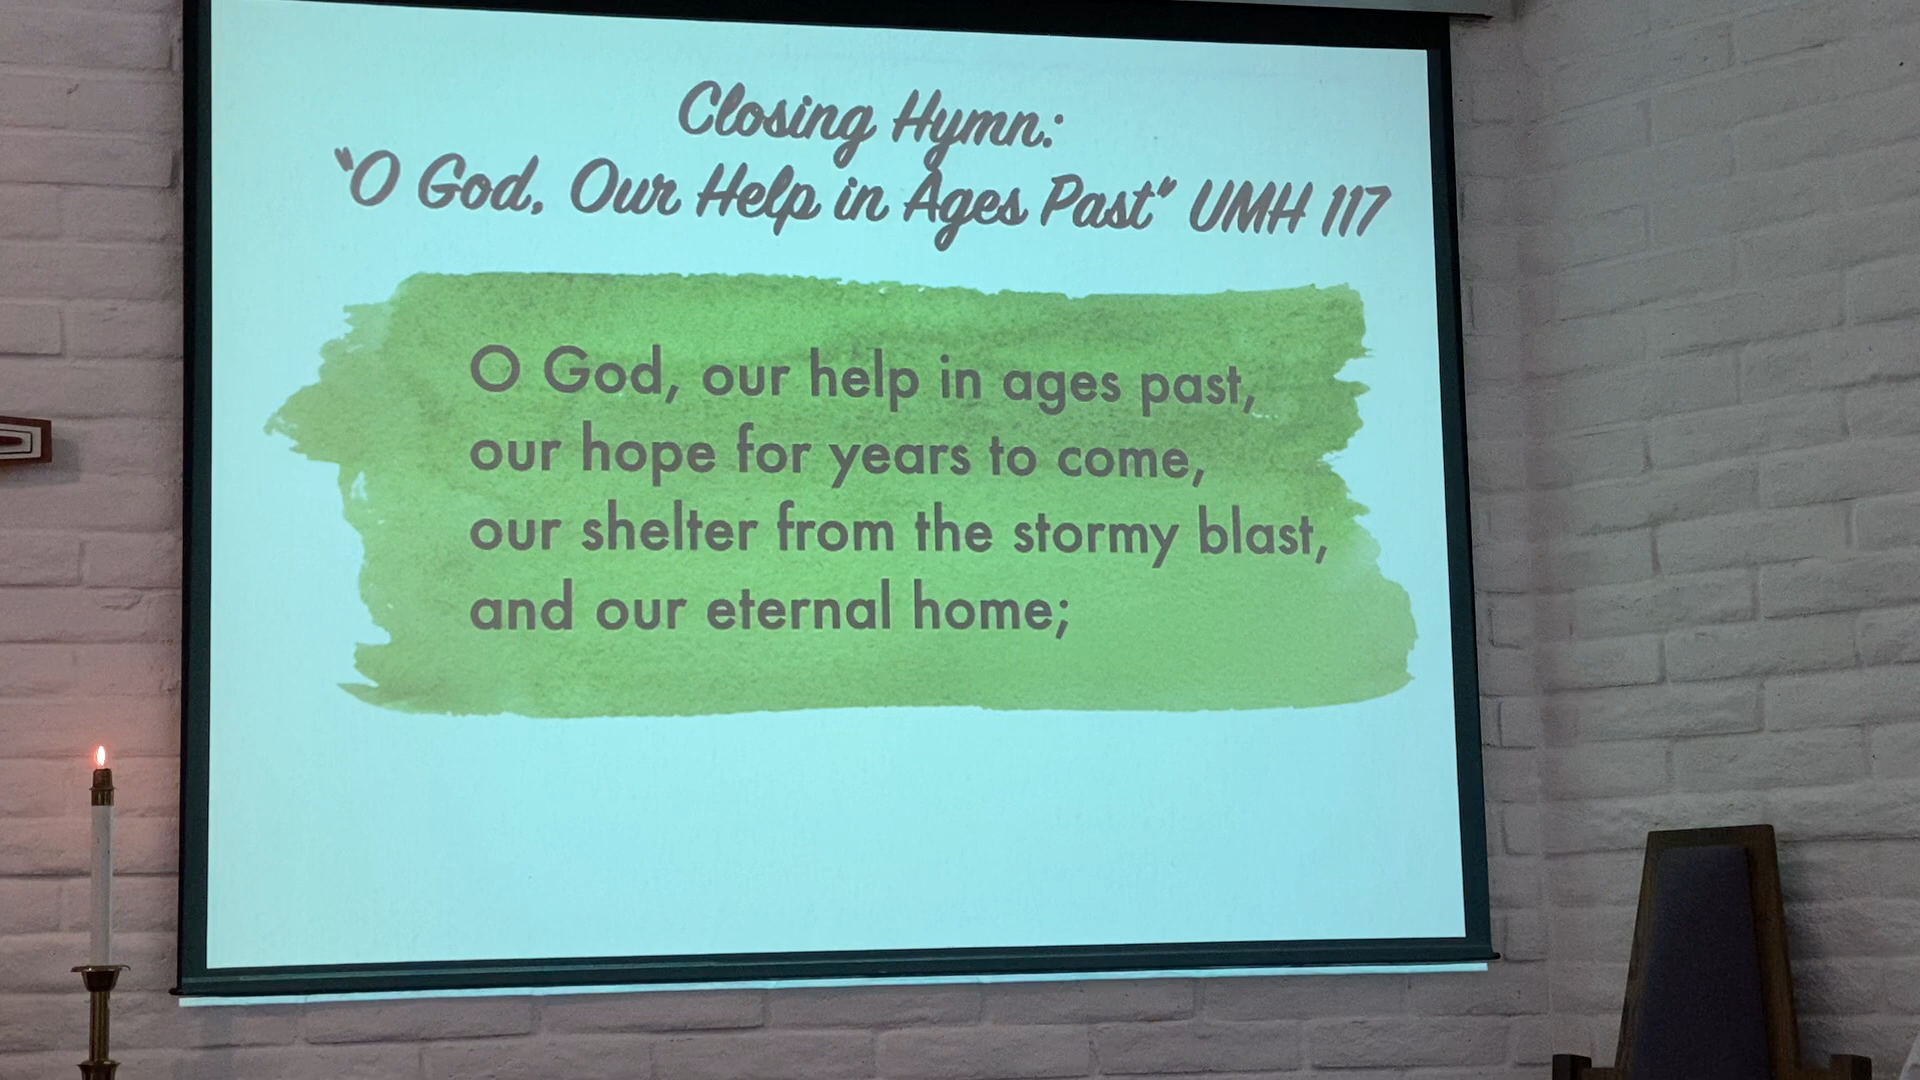 Closing Hymn:
"O God, Our Help in Ages Past" UMH 117
O God, our help in ages past,
our hope for years to come,
our shelter from the stormy blast,
and our eternal home;